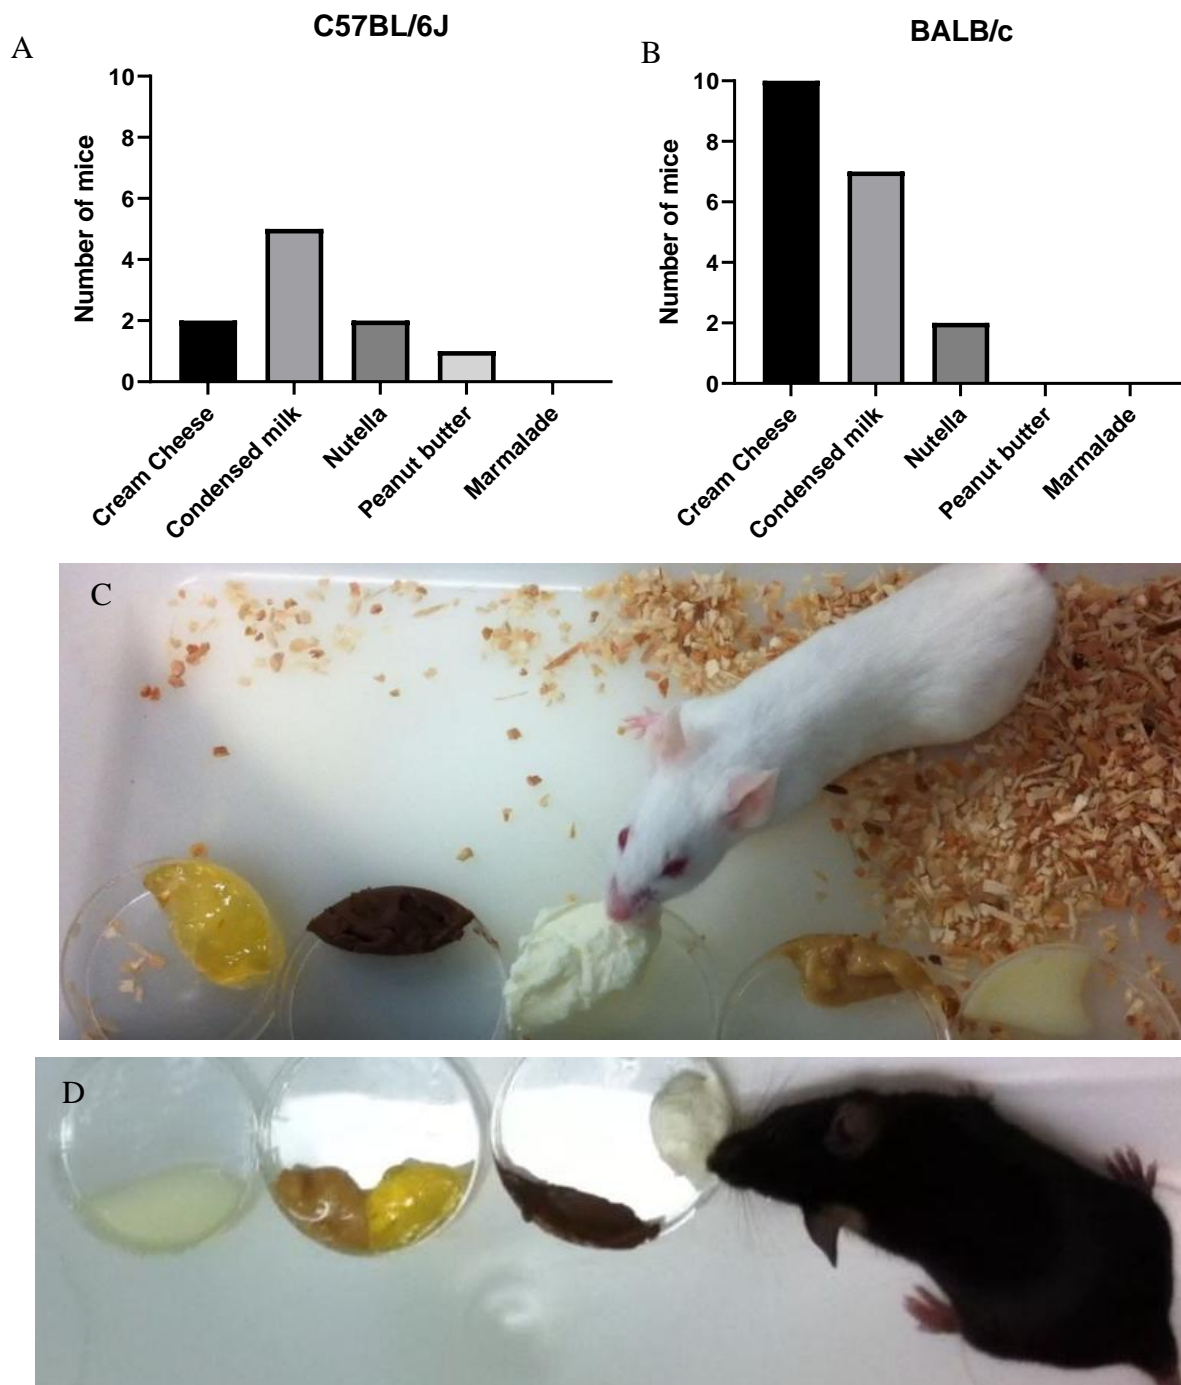 A
C57BL/6J
Number of mice
10
8
6
4
2
0
Cream Cheese
Condensed milk
Nutella
Peanut butter
Marmalade
B
BALB/c
Number of mice
10
8
6
4
2
0
Cream Cheese
Condensed milk
Nutella
Peanut butter
Marmalade
C
D